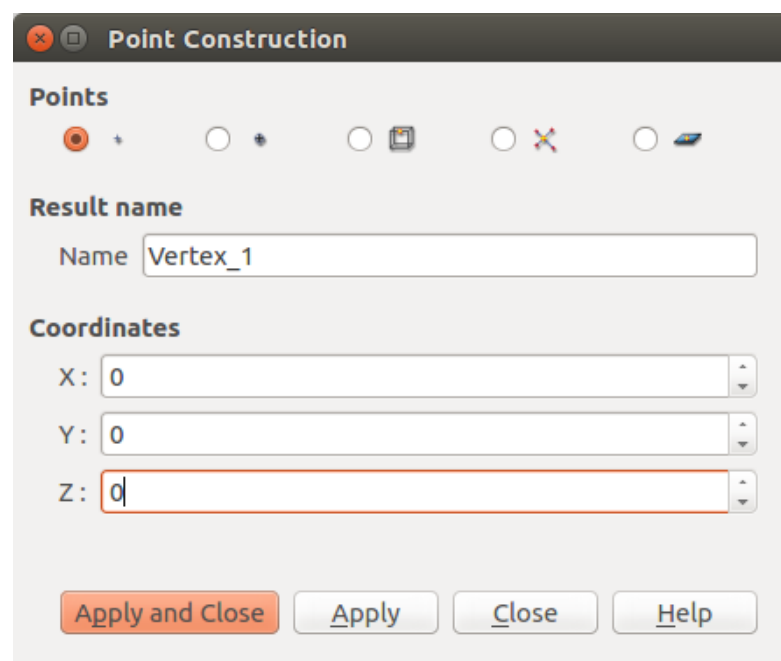 Point Construction
Points
Result name
Name Vertex_1
Coordinates
X : 0
Y : 0
Z : 0
Apply and Close Apply Close Help